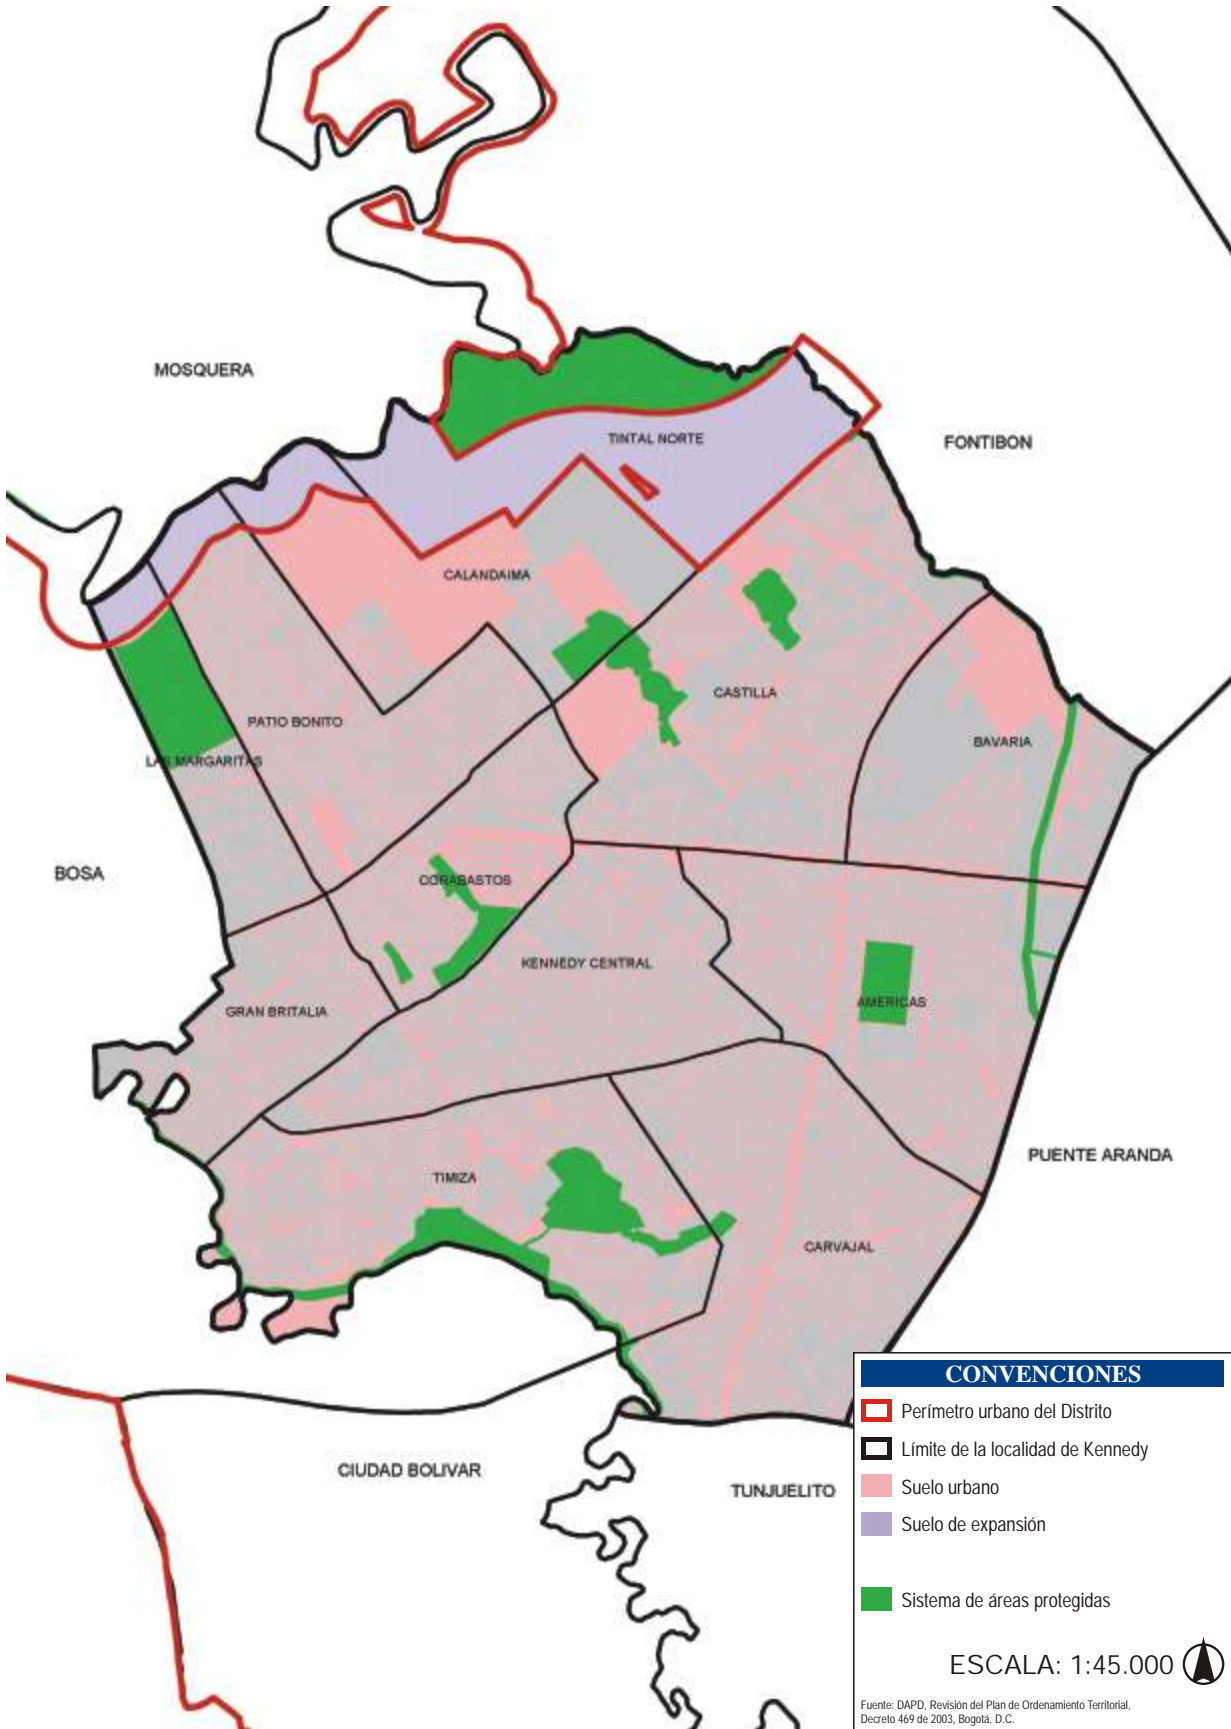 MOSQUERA
TINTAL NORTE
FONTIBON
CALANDAIMA
CASTILLA
PATIO BONITO
BAVARIA
LAS MARGARITAS
BOSA
CORABASTOS
KENNEDY CENTRAL
AMERICAS
GRAN BRITALIA
PUENTE ARANDA
TIMIZA
CARVAJAL
CIUDAD BOLIVAR
TUNJUELITO
CONVENCIONES
Perímetro urbano del Distrito
Límite de la localidad de Kennedy
Suelo urbano
Suelo de expansión
Sistema de áreas protegidas
ESCALA: 1:45.000
Fuente: DAPD, Revisión del Plan de Ordenamiento Territorial,
Decreto 469 de 2003, Bogotá, D.C.